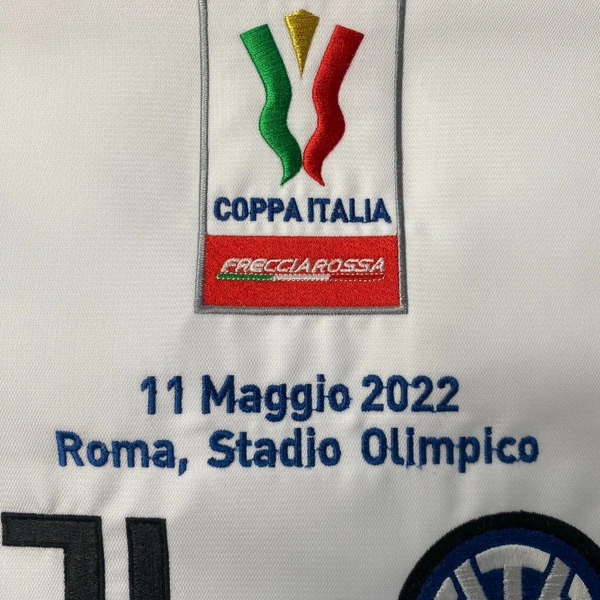 COPPA ITALIA
FRECCIAROSSA
11 Maggio 2022
Roma, Stadio Olimpico